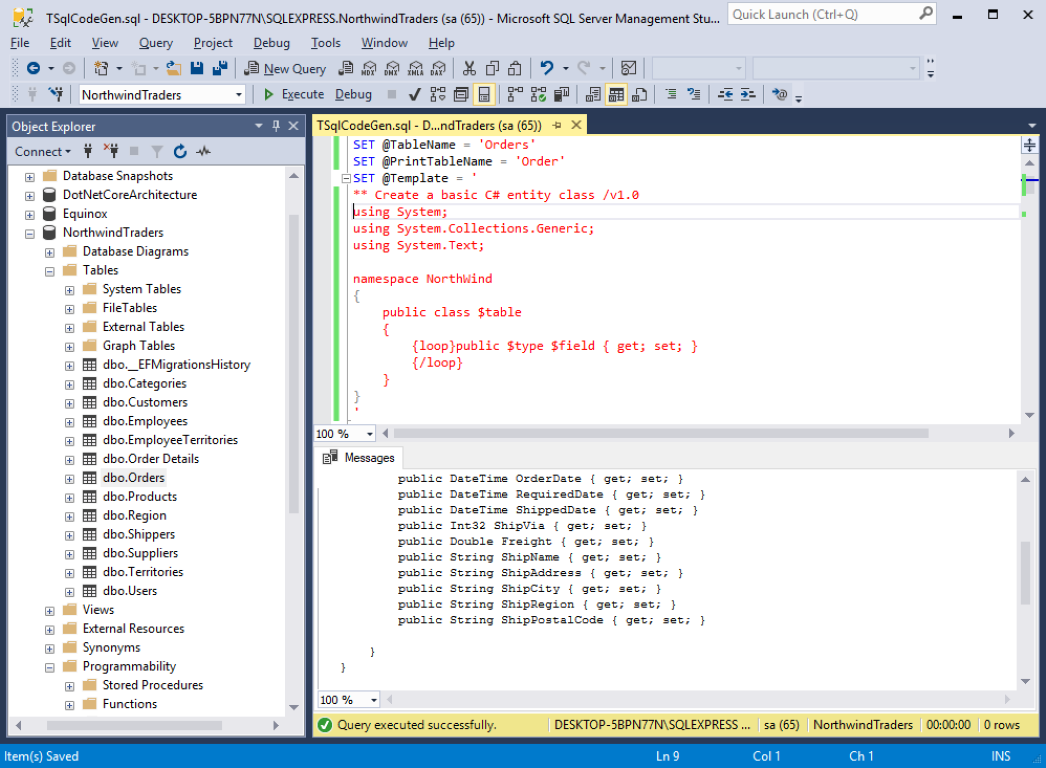 TSqlCodeGen.sql - DESKTOP-5BPN77N\SQLEXPRESS.NorthwindTraders (sa (65)) - Microsoft SQL Server Management Stu...
Quick Launch (Ctrl+Q)
File Edit View Query Project Debug Tools Window Help
New Query MDX DMX XMLA DAX
NorthwindTraders Execute Debug
Object Explorer
Connect
Database Snapshots
DotNetCoreArchitecture
Equinox
NorthwindTraders
Database Diagrams
Tables
System Tables
FileTables
External Tables
Graph Tables
dbo.__EFMigrationsHistory
dbo.Categories
dbo.Customers
dbo.Employees
dbo.EmployeeTerritories
dbo.Order Details
dbo.Orders
dbo.Products
dbo.Region
dbo.Shippers
dbo.Suppliers
dbo.Territories
dbo.Users
Views
External Resources
Synonyms
Programmability
Stored Procedures
Functions
TSqlCodeGen.sql - D...ndTraders (sa (65))
SET @TableName = 'Orders'
SET @PrintTableName = 'Order'
SET @Template = '
** Create a basic C# entity class /v1.0
using System;
using System.Collections.Generic;
using System.Text;
namespace NorthWind
{
public class $table
{
{loop}public $type $field { get; set; }
{/loop}
}
}
'
100 %
Messages
public DateTime OrderDate { get; set; }
public DateTime RequiredDate { get; set; }
public DateTime ShippedDate { get; set; }
public Int32 ShipVia { get; set; }
public Double Freight { get; set; }
public String ShipName { get; set; }
public String ShipAddress { get; set; }
public String ShipCity { get; set; }
public String ShipRegion { get; set; }
public String ShipPostalCode { get; set; }
}
}
100 %
Query executed successfully. DESKTOP-5BPN77N\SQLEXPRESS ... sa (65) NorthwindTraders 00:00:00 0 rows
Item(s) Saved Ln 9 Col 1 Ch 1 INS